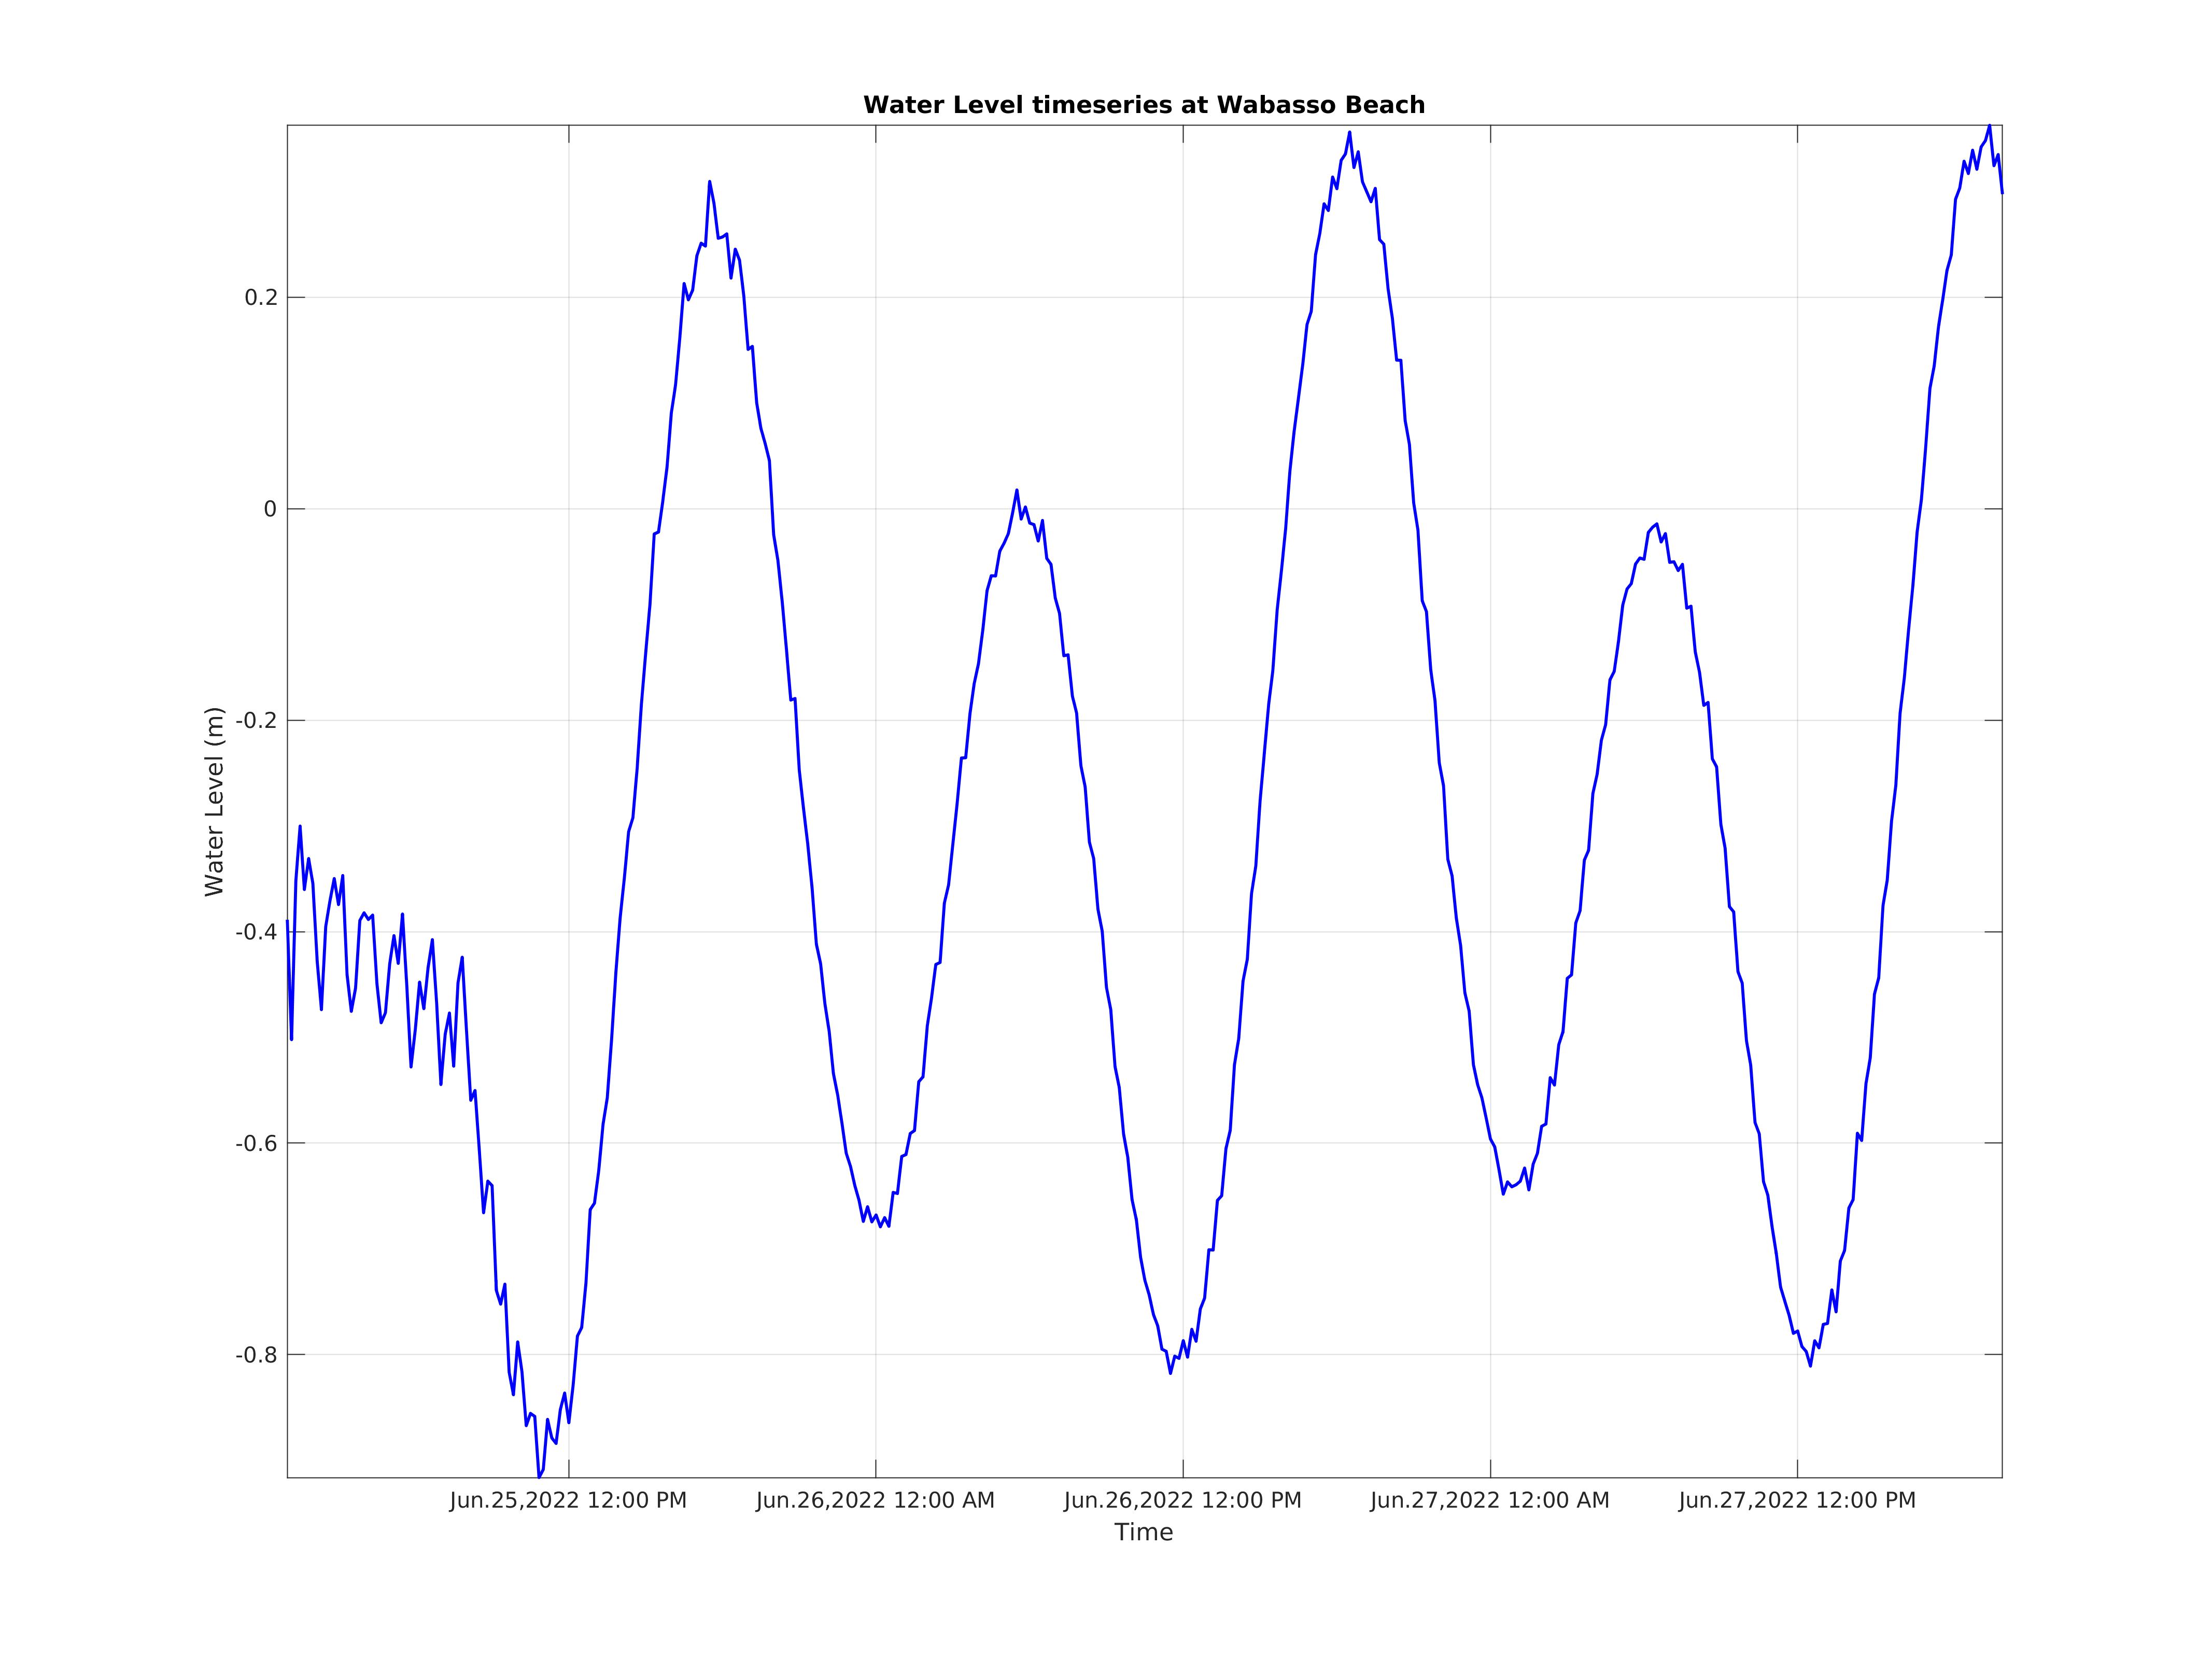 Water Level timeseries at Wabasso Beach
0.2
0
-0.2
-0.4
-0.6
-0.8
Water Level (m)
Jun.25,2022 12:00 PM
Jun.26,2022 12:00 AM
Jun.26,2022 12:00 PM
Jun.27,2022 12:00 AM
Jun.27,2022 12:00 PM
Time